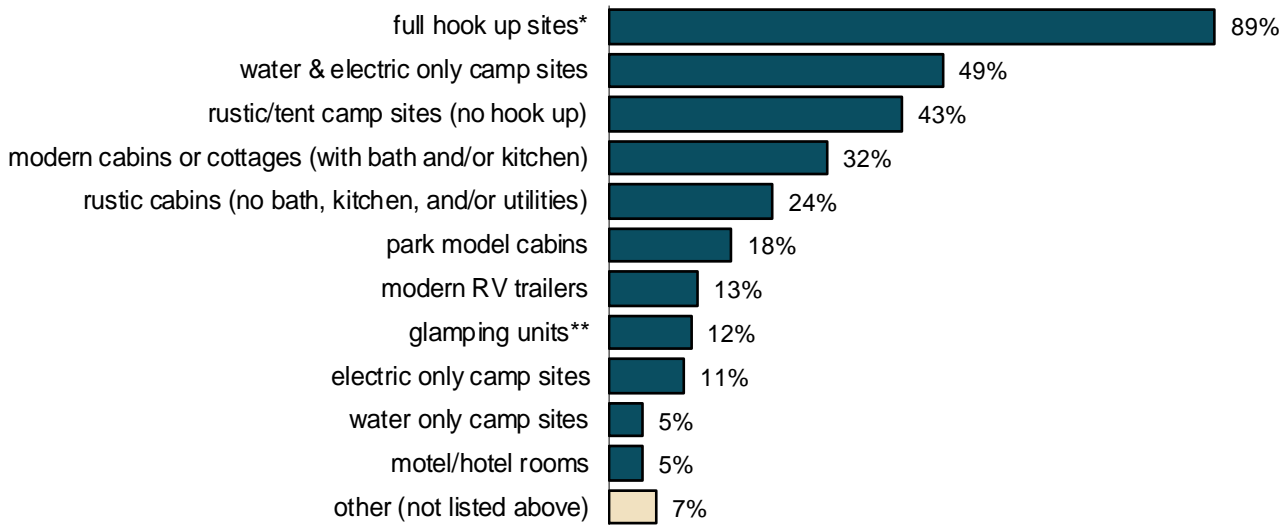 full hook up sites* 89%
water & electric only camp sites 49%
rustic/tent camp sites (no hook up) 43%
modern cabins or cottages (with bath and/or kitchen) 32%
rustic cabins (no bath, kitchen, and/or utilities) 24%
park model cabins 18%
modern RV trailers 13%
glamping units** 12%
electric only camp sites 11%
water only camp sites 5%
motel/hotel rooms 5%
other (not listed above) 7%